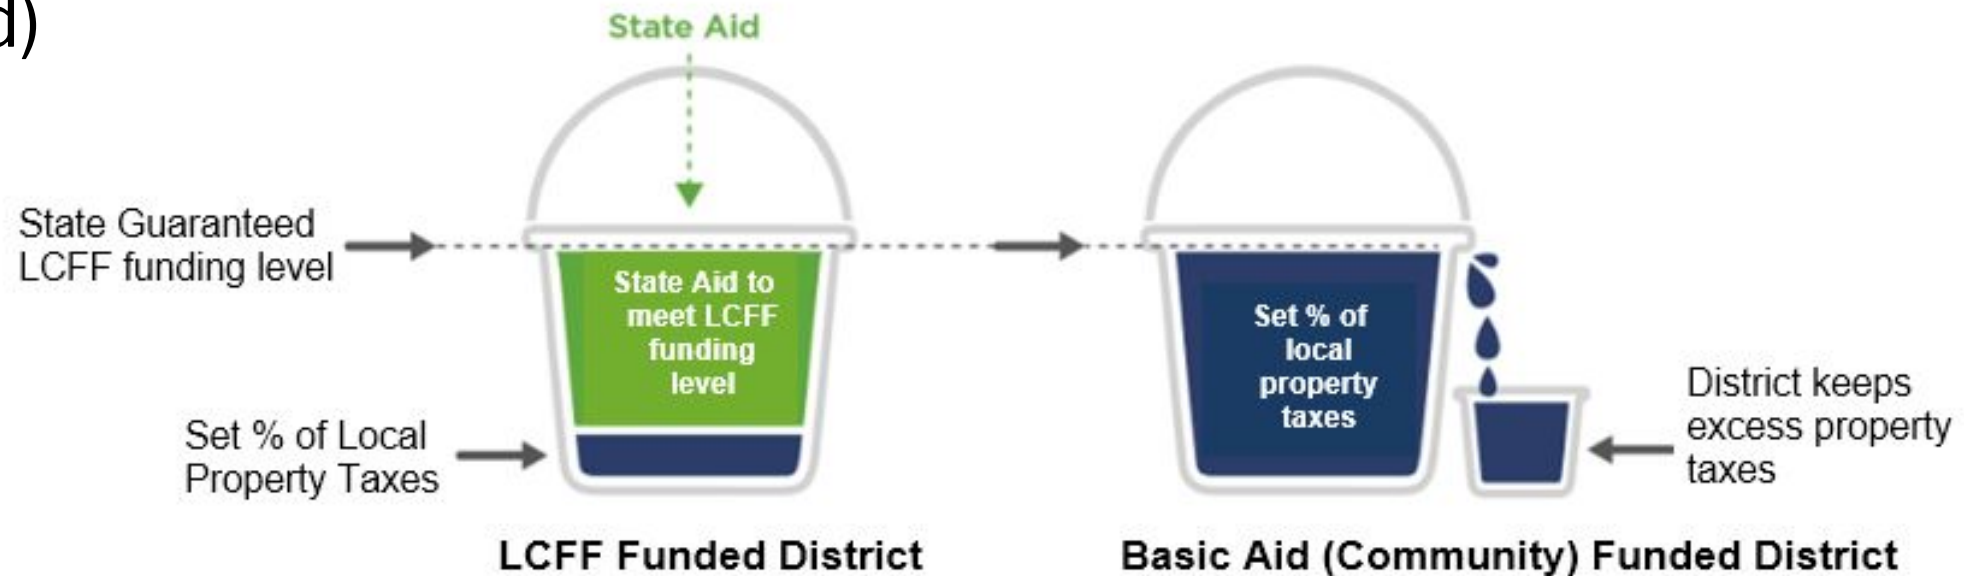 d)
State Aid
State Guaranteed
LCFF funding level
State Aid to
meet LCFF
funding
level
Set % of Local
Property Taxes
LCFF Funded District
Set % of
local
property
taxes
District keeps
excess property
taxes
Basic Aid (Community) Funded District